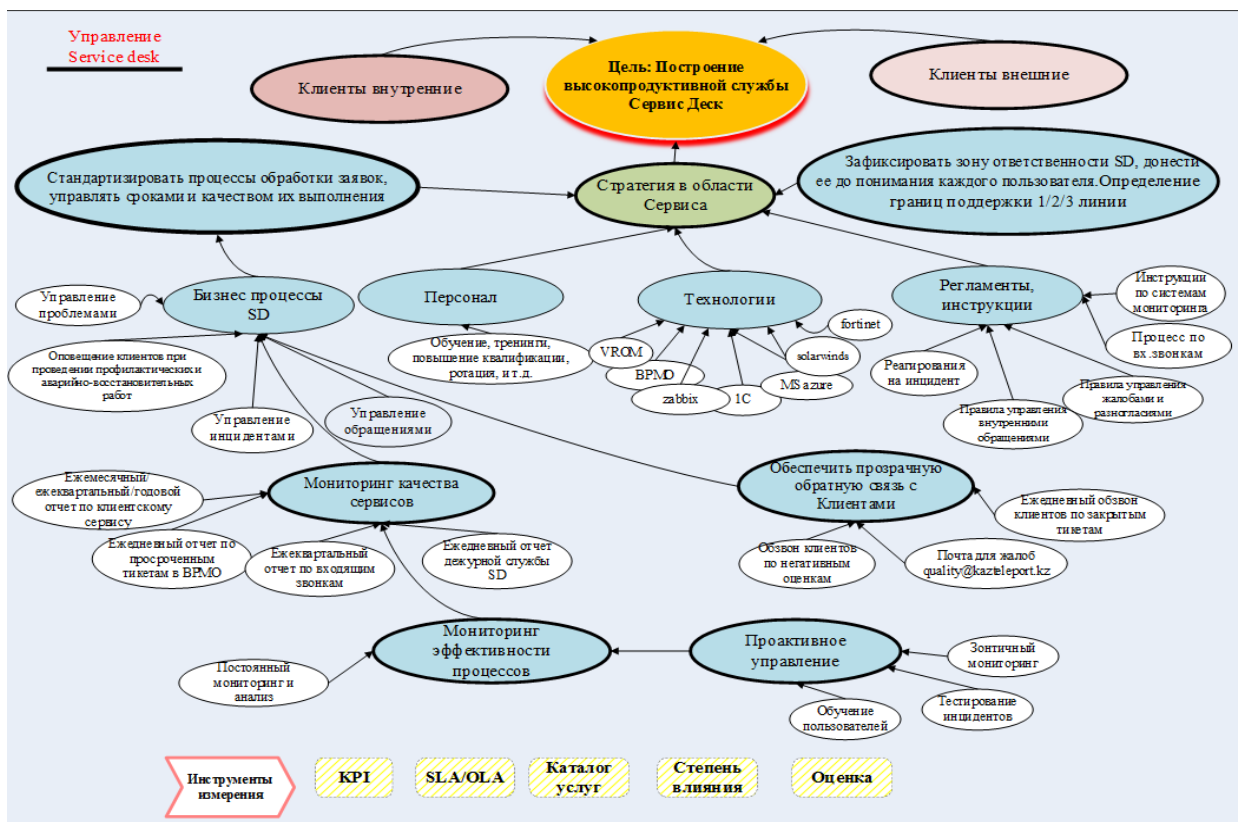 Управление
Service desk
Клиенты внутренние
Цель: Построение
высокопродуктивной службы
Сервис Деск
Клиенты внешние
Стандартизировать процессы обработки заявок,
управлять сроками и качеством их выполнения
Стратегия в области
Сервиса
Зафиксировать зону ответственности SD, донести
ее до понимания каждого пользователя.Определение
границ поддержки 1/2/3 линии
Управление
проблемами
Бизнес процессы
SD
Персонал
Технологии
Регламенты,
инструкции
Инструкции
по системам
мониторинга
Оповещение клиентов при
проведении профилактических и
аварийно-восстановительных
работ
Обучение, тренинги,
повышение квалификации,
ротация, и т.д.
VROM
BPMO
zabbix
1C
MS azure
solarwinds
fortinet
Реагирования
на инцидент
Процесс по
вх.звонкам
Правила управления
внутренними
обращениями
Правила управления
жалобами и
разногласиями
Управление
инцидентами
Управление
обращениями
Ежемесячный/
ежеквартальный/годовой
отчет по клиентскому
сервису
Мониторинг качества
сервисов
Обеспечить прозрачную
обратную связь с
Клиентами
Ежедневный обзвон
клиентов по закрытым
тикетам
Ежедневный отчет по
просроченным
тикетам в BPMO
Ежеквартальный
отчет по входящим
звонкам
Ежедневный отчет
дежурной службы
SD
Обзвон клиентов
по негативным
оценкам
Почта для жалоб
quality@kazteleport.kz
Мониторинг
эффективности
процессов
Проактивное
управление
Зонтичный
мониторинг
Постоянный
мониторинг и
анализ
Обучение
пользователей
Тестирование
инцидентов
Инструменты
измерения
KPI
SLA/OLA
Каталог
услуг
Степень
влияния
Оценка